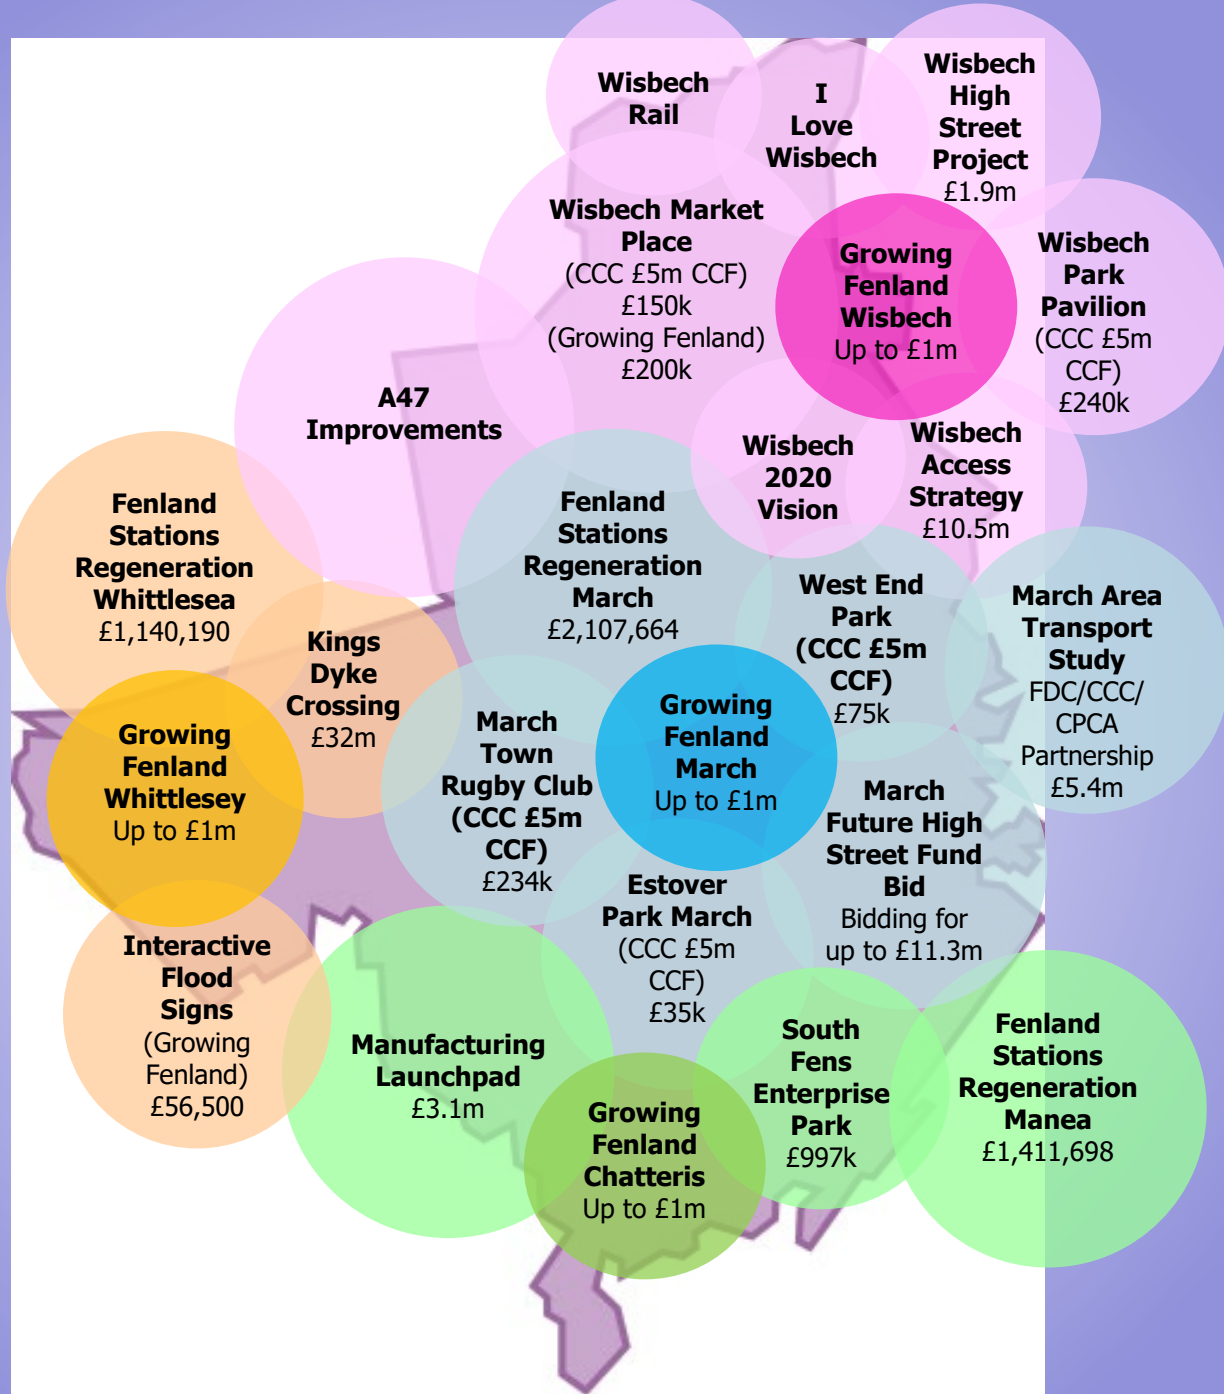 Wisbech
Rail
I
Love
Wisbech
Wisbech
High
Street
Project
£1.9m
Wisbech Market
Place
(CCC £5m CCF)
£150k
(Growing Fenland)
£200k
Growing
Fenland
Wisbech
Up to £1m
Wisbech
Park
Pavilion
(CCC £5m
CCF)
£240k
A47
Improvements
Wisbech
2020
Vision
Wisbech
Access
Strategy
£10.5m
Fenland
Stations
Regeneration
Whittlesea
£1,140,190
Fenland
Stations
Regeneration
March
£2,107,664
West End
Park
(CCC £5m
CCF)
£75k
March Area
Transport
Study
FDC/CCC/
CPCA
Partnership
£5.4m
Kings
Dyke
Crossing
£32m
Growing
Fenland
Whittlesey
Up to £1m
March
Town
Rugby Club
(CCC £5m
CCF)
£234k
Growing
Fenland
March
Up to £1m
March
Future High
Street Fund
Bid
Bidding for
up to £11.3m
Estover
Park March
(CCC £5m
CCF)
£35k
Interactive
Flood
Signs
(Growing
Fenland)
£56,500
Manufacturing
Launchpad
£3.1m
Growing
Fenland
Chatteris
Up to £1m
South
Fens
Enterprise
Park
£997k
Fenland
Stations
Regeneration
Manea
£1,411,698